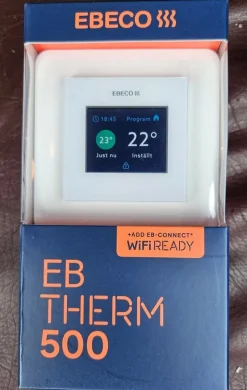 EBECO
EBECO
18:45 Program
23° 22°
Just nu Inställt
+ADD EB-CONNECT+
WiFi READY
EB
THERM
500